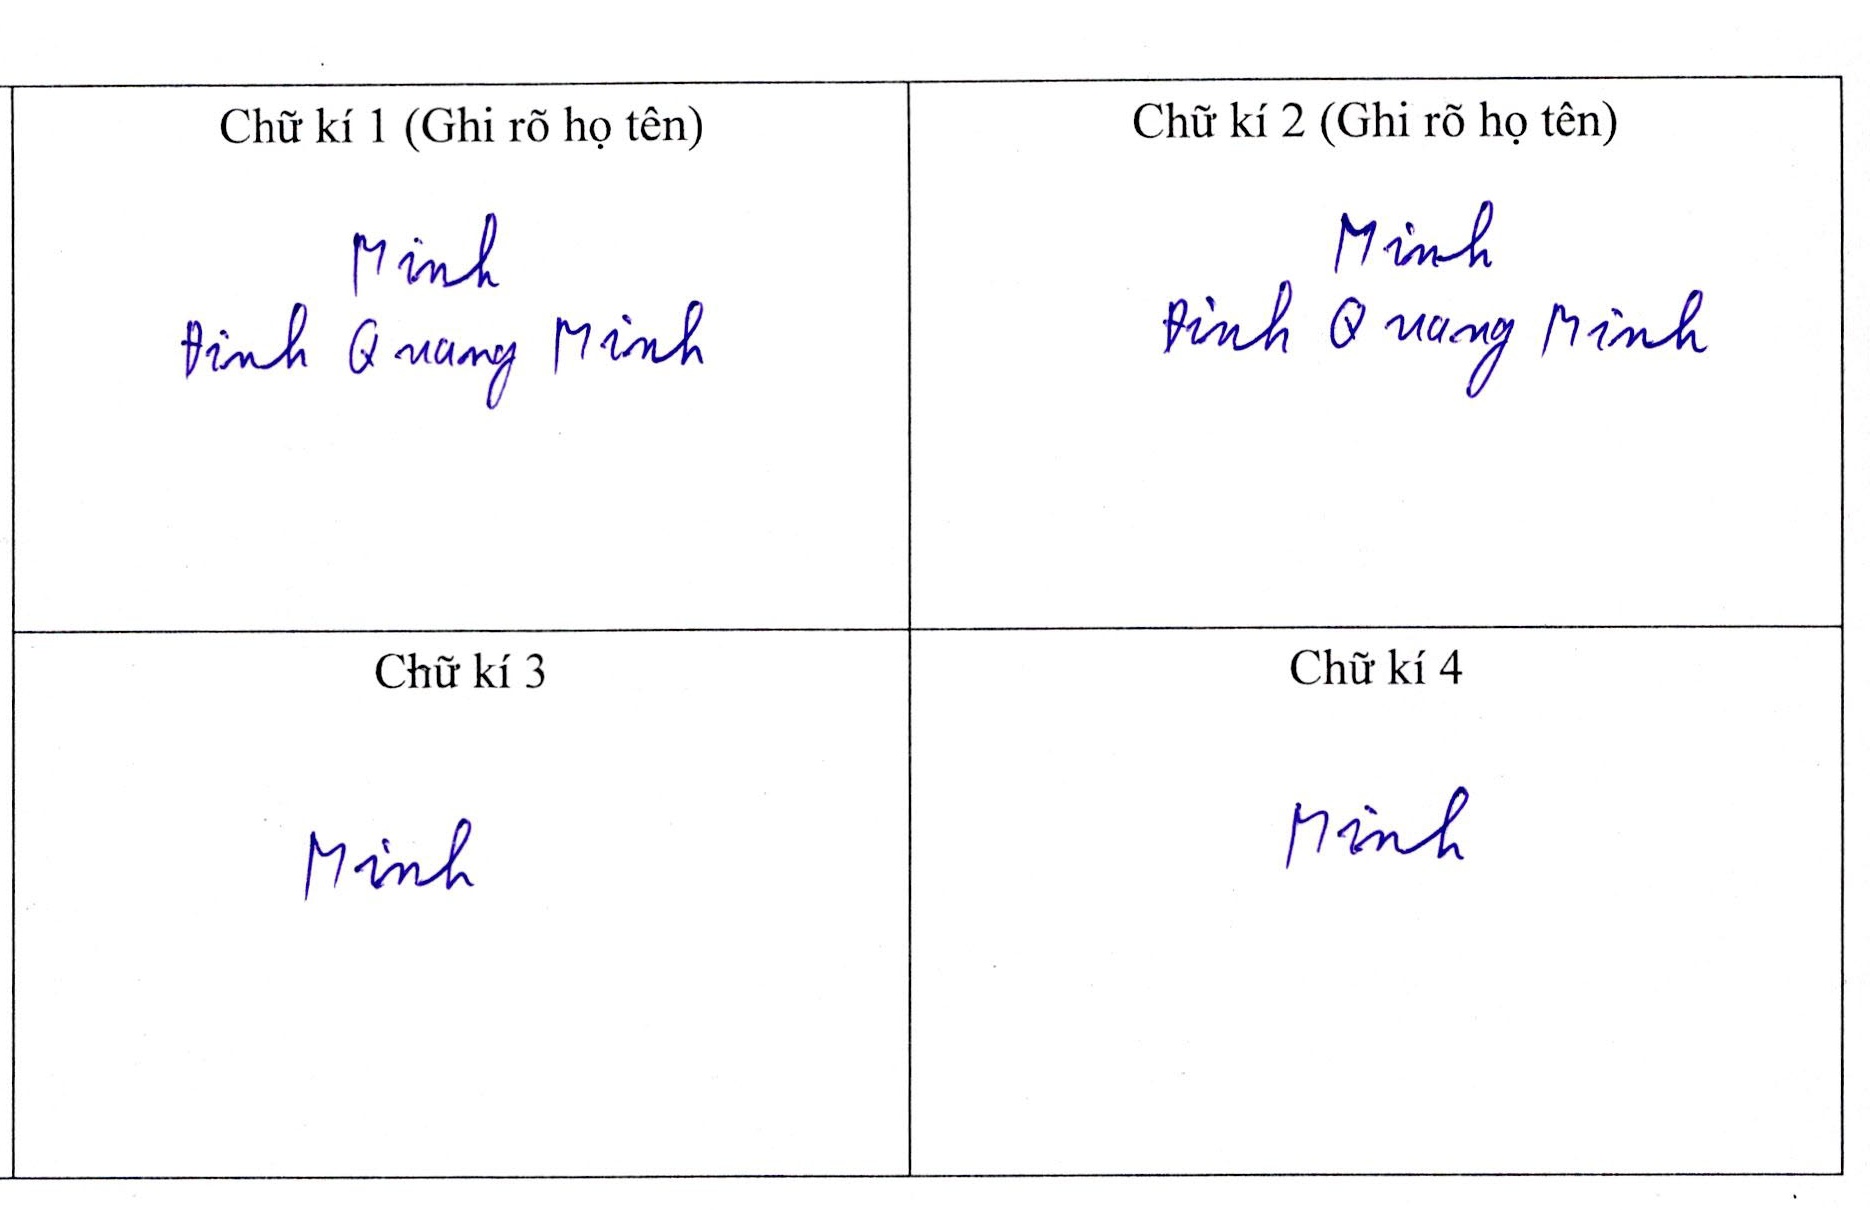 Chữ kí 1 (Ghi rõ họ tên)
Minh
Đinh Quang Minh
Chữ kí 2 (Ghi rõ họ tên)
Minh
Đinh Quang Minh
Chữ kí 3
Minh
Chữ kí 4
Minh